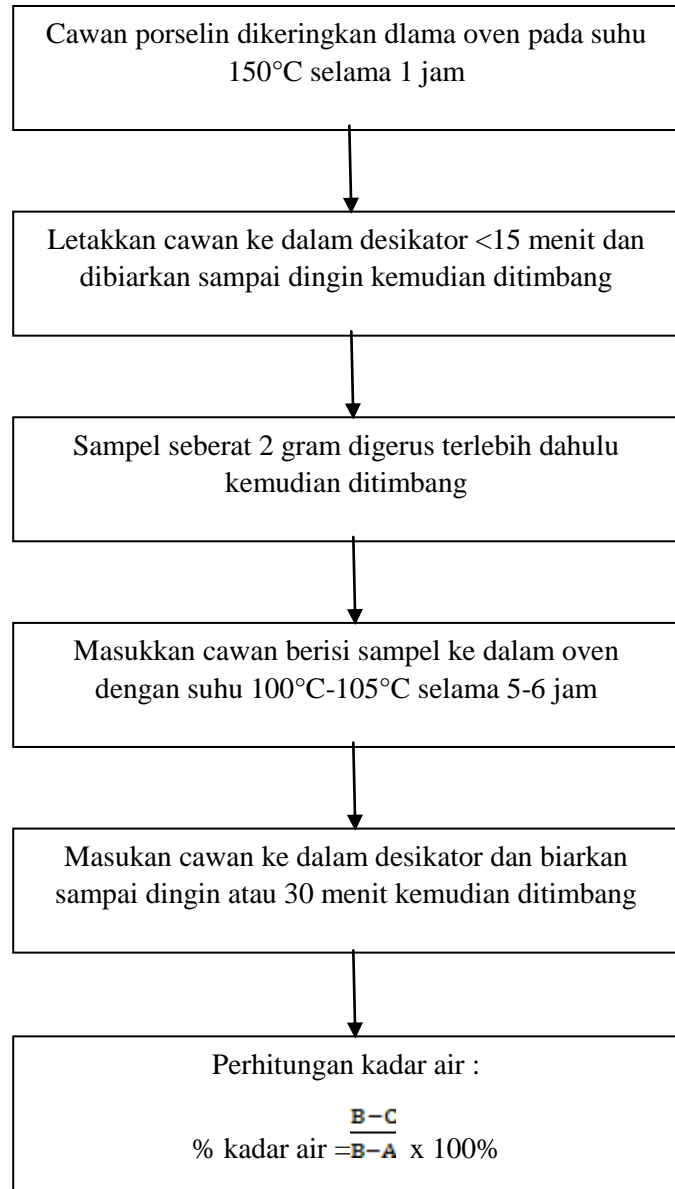 Cawan porselin dikeringkan dlama oven pada suhu
150°C selama 1 jam
Letakkan cawan ke dalam desikator <15 menit dan
dibiarkan sampai dingin kemudian ditimbang
Sampel seberat 2 gram digerus terlebih dahulu
kemudian ditimbang
Masukkan cawan berisi sampel ke dalam oven
dengan suhu 100°C-105°C selama 5-6 jam
Masukan cawan ke dalam desikator dan biarkan
sampai dingin atau 30 menit kemudian ditimbang
Perhitungan kadar air :
B−C
% kadar air =B−A x 100%